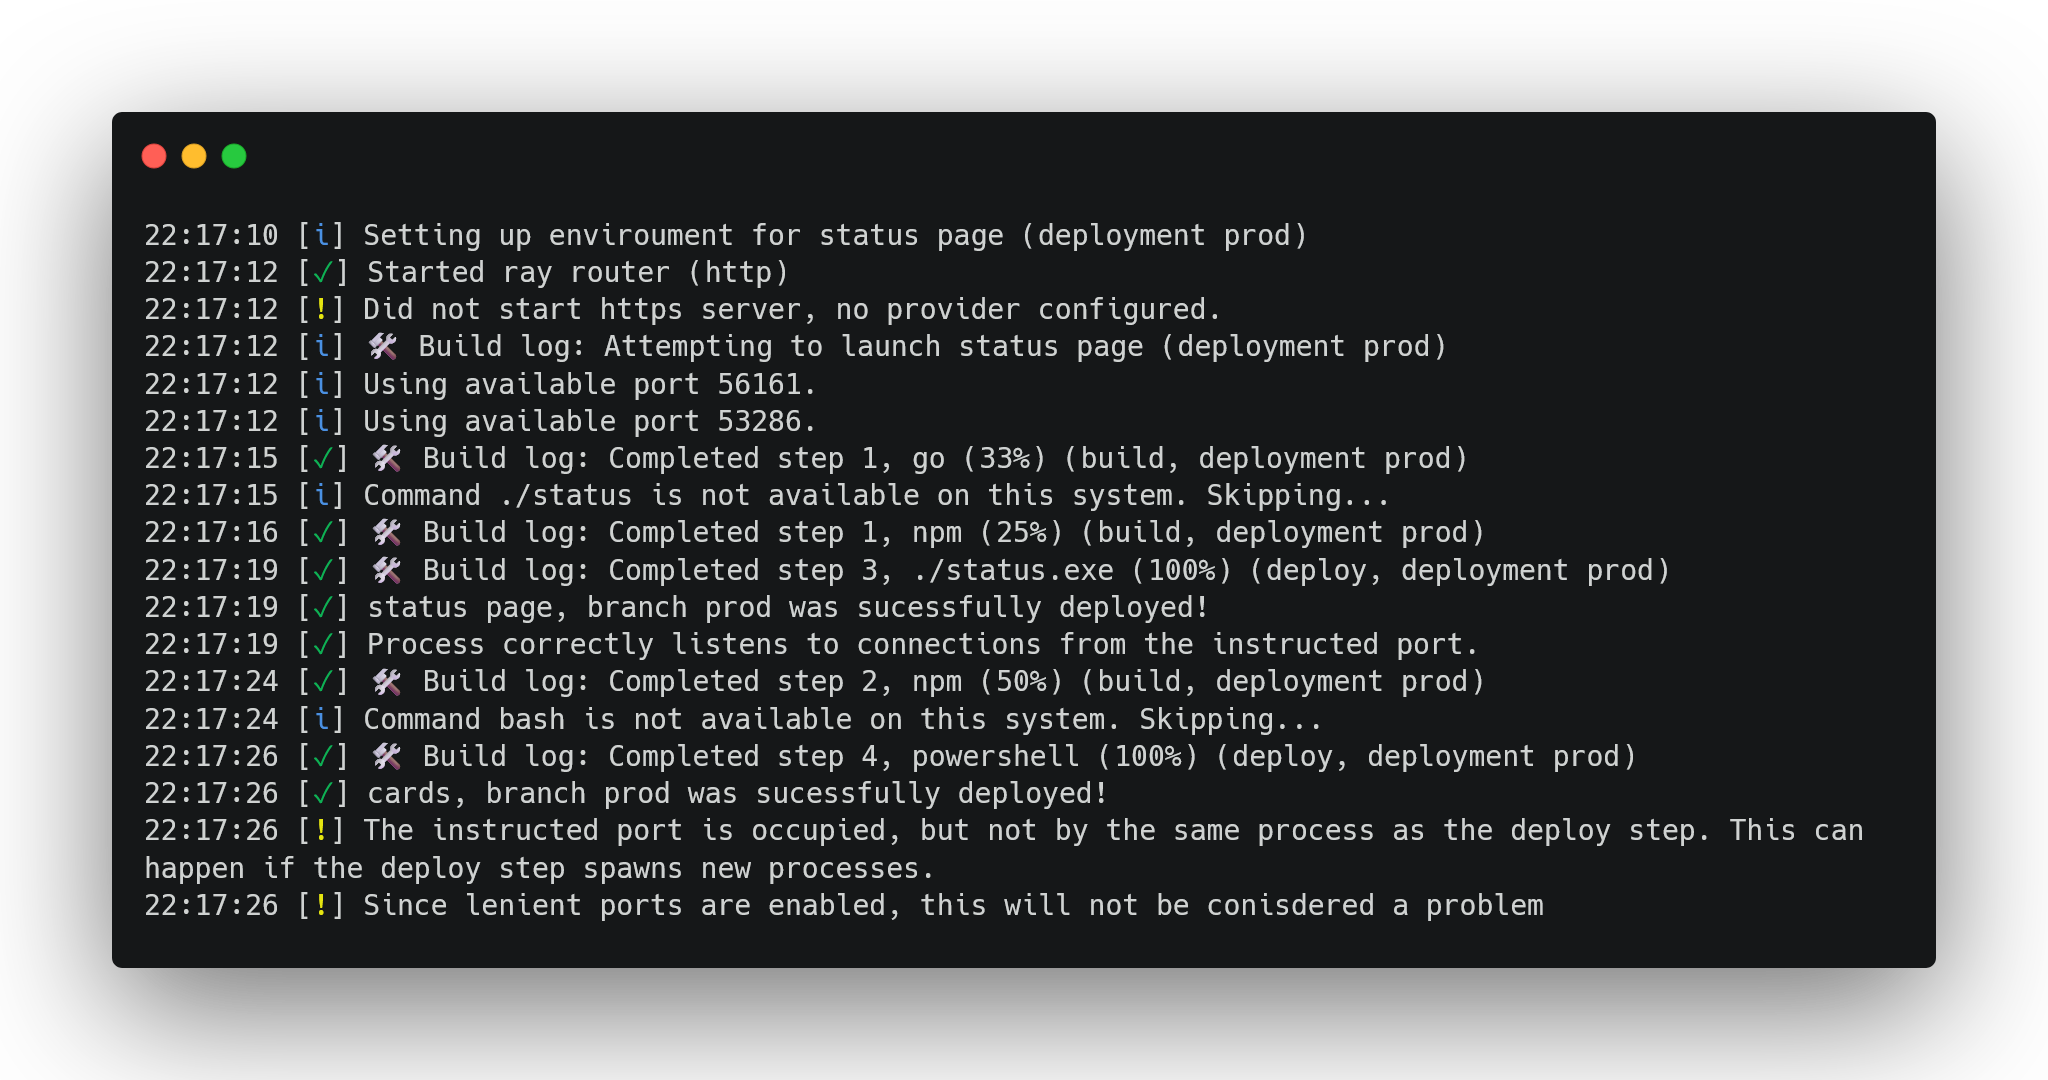 22:17:10 [i] Setting up enviroument for status page (deployment prod)
22:17:12 [✓] Started ray router (http)
22:17:12 [!] Did not start https server, no provider configured.
22:17:12 [i] 🛠 Build log: Attempting to launch status page (deployment prod)
22:17:12 [i] Using available port 56161.
22:17:12 [i] Using available port 53286.
22:17:15 [✓] 🛠 Build log: Completed step 1, go (33%) (build, deployment prod)
22:17:15 [i] Command ./status is not available on this system. Skipping...
22:17:16 [✓] 🛠 Build log: Completed step 1, npm (25%) (build, deployment prod)
22:17:19 [✓] 🛠 Build log: Completed step 3, ./status.exe (100%) (deploy, deployment prod)
22:17:19 [✓] status page, branch prod was sucessfully deployed!
22:17:19 [✓] Process correctly listens to connections from the instructed port.
22:17:24 [✓] 🛠 Build log: Completed step 2, npm (50%) (build, deployment prod)
22:17:24 [i] Command bash is not available on this system. Skipping...
22:17:26 [✓] 🛠 Build log: Completed step 4, powershell (100%) (deploy, deployment prod)
22:17:26 [✓] cards, branch prod was sucessfully deployed!
22:17:26 [!] The instructed port is occupied, but not by the same process as the deploy step. This can
happen if the deploy step spawns new processes.
22:17:26 [!] Since lenient ports are enabled, this will not be conisdered a problem